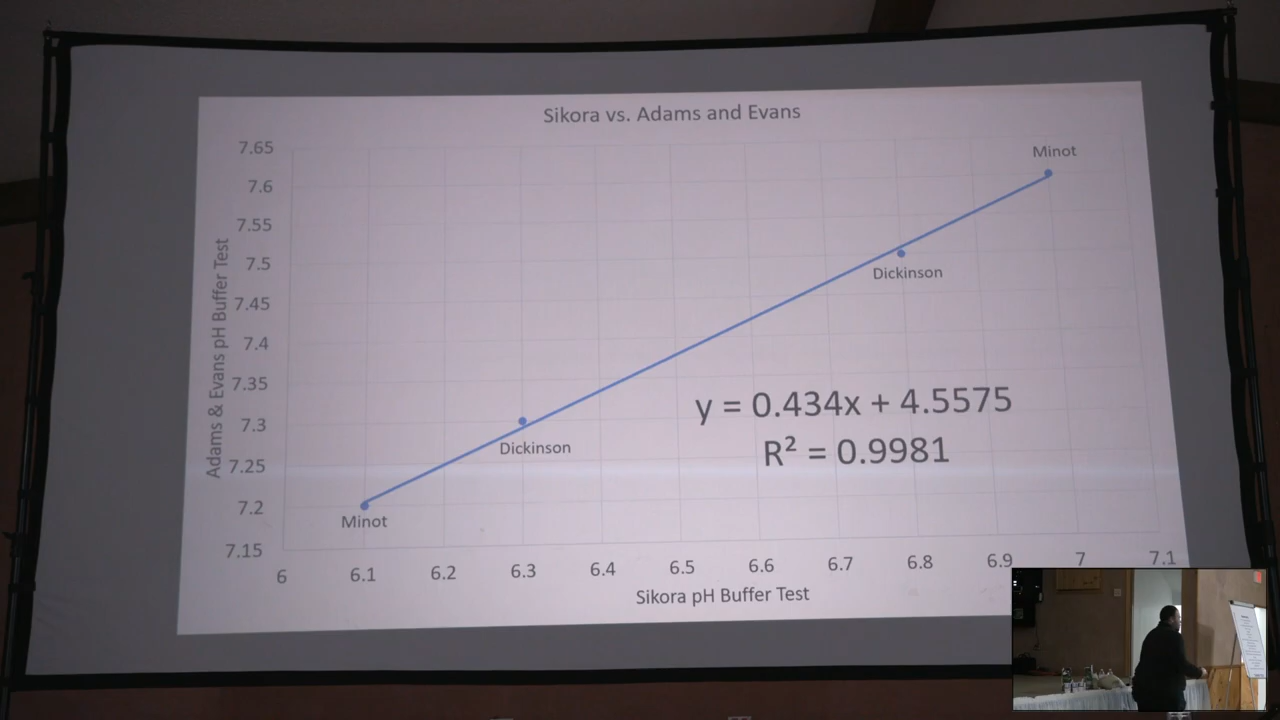 Sikora vs. Adams and Evans
7.65
7.6
7.55
7.5
7.45
7.4
7.35
7.3
7.25
7.2
7.15
Adams & Evans pH Buffer Test
Minot
Dickinson
Dickinson
Minot
y = 0.434x + 4.5575
R² = 0.9981
6 6.1 6.2 6.3 6.4 6.5 6.6 6.7 6.8 6.9 7 7.1
Sikora pH Buffer Test